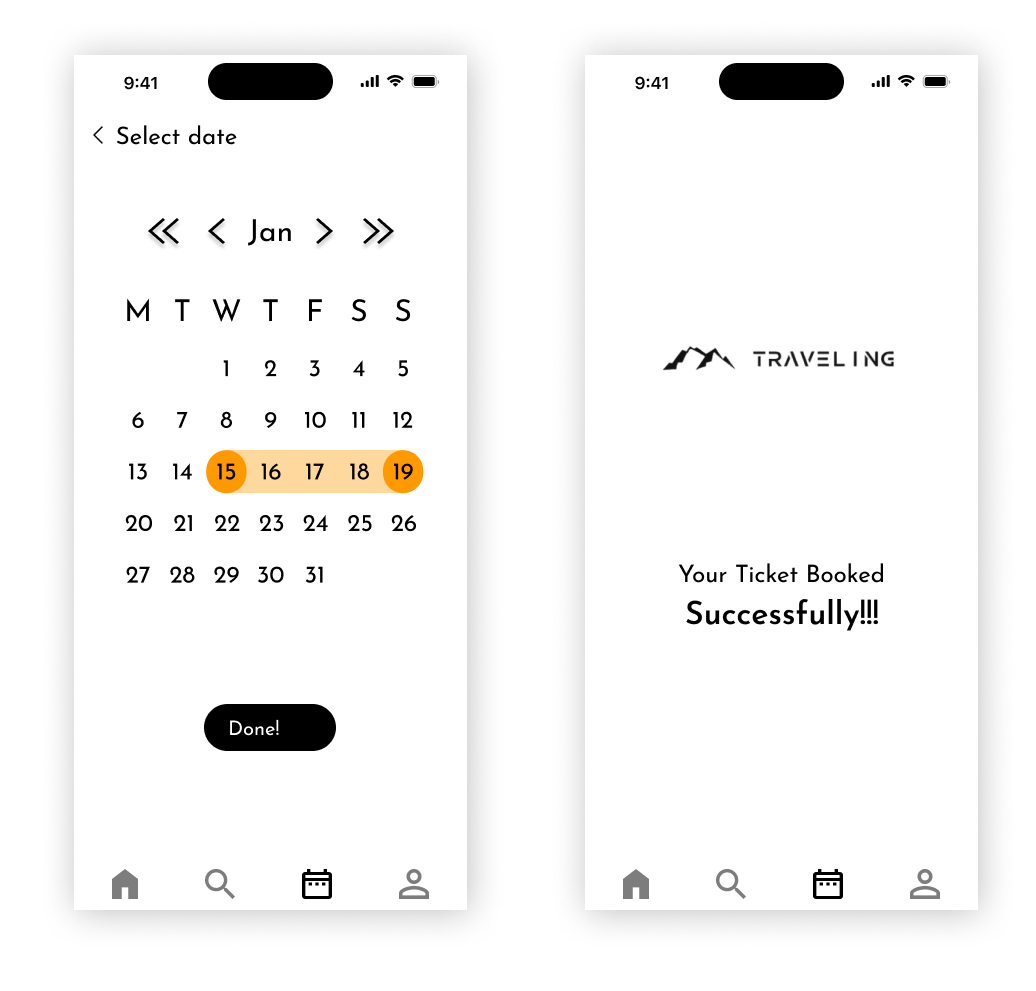 9:41
Select date
Jan
M T W T F S S
1 2 3 4 5
6 7 8 9 10 11 12
13 14 15 16 17 18 19
20 21 22 23 24 25 26
27 28 29 30 31
Done!
9:41
TRAVELING
Your Ticket Booked
Successfully!!!